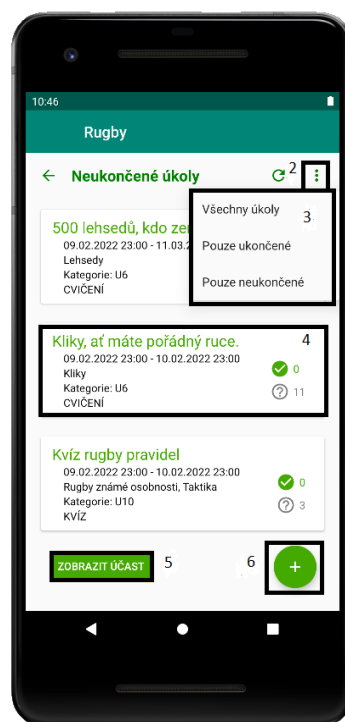 10:46
Rugby
Neukončené úkoly
2
Všechny úkoly
3
Pouze ukončené
Pouze neukončené
500 lehsedů, kdo
09.02.2022 23:00 - 11.03.
Lehsedy
Kategorie: U6
CVIČENÍ
Kliky, ať máte pořádný ruce.
4
09.02.2022 23:00 - 10.02.2022 23:00
Kliky
0
Kategorie: U6
11
CVIČENÍ
Kvíz rugby pravidel
09.02.2022 23:00 - 10.02.2022 23:00
Rugby známé osobnosti, Taktika
0
Kategorie: U10
3
KVÍZ
ZOBRAZIT ÚČAST
5
6
+